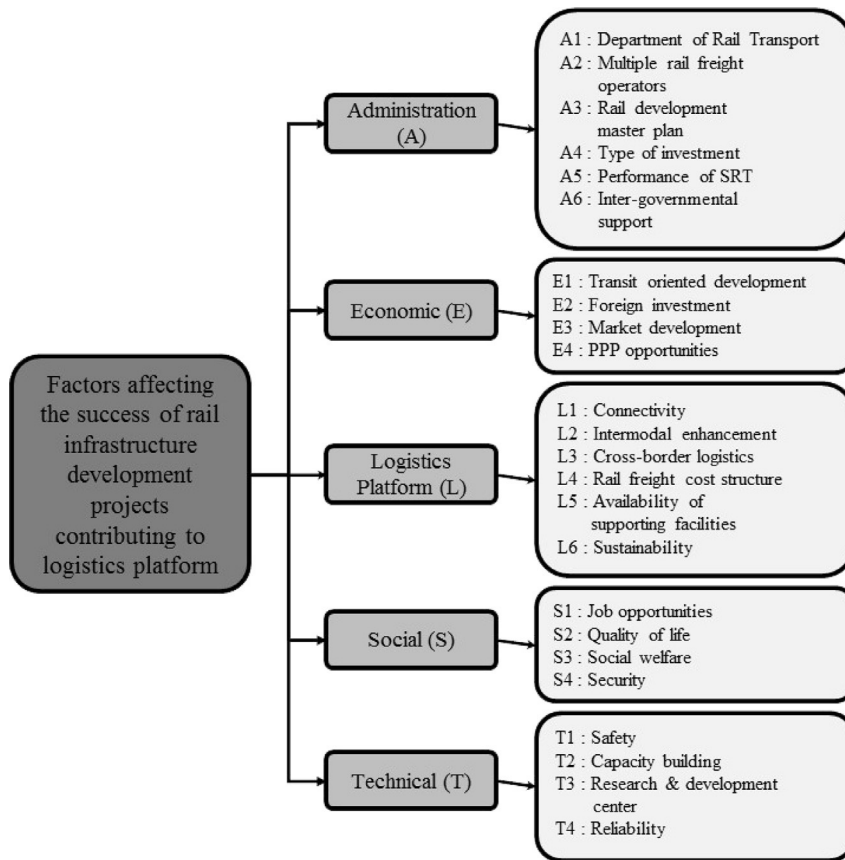 Factors affecting
the success of rail
infrastructure
development
projects
contributing to
logistics platform
Administration
(A)
A1 : Department of Rail Transport
A2 : Multiple rail freight
operators
A3 : Rail development
master plan
A4 : Type of investment
A5 : Performance of SRT
A6 : Inter-governmental
support
Economic (E)
E1 : Transit oriented development
E2 : Foreign investment
E3 : Market development
E4 : PPP opportunities
Logistics
Platform (L)
L1 : Connectivity
L2 : Intermodal enhancement
L3 : Cross-border logistics
L4 : Rail freight cost structure
L5 : Availability of
supporting facilities
L6 : Sustainability
Social (S)
S1 : Job opportunities
S2 : Quality of life
S3 : Social welfare
S4 : Security
Technical (T)
T1 : Safety
T2 : Capacity building
T3 : Research & development
center
T4 : Reliability